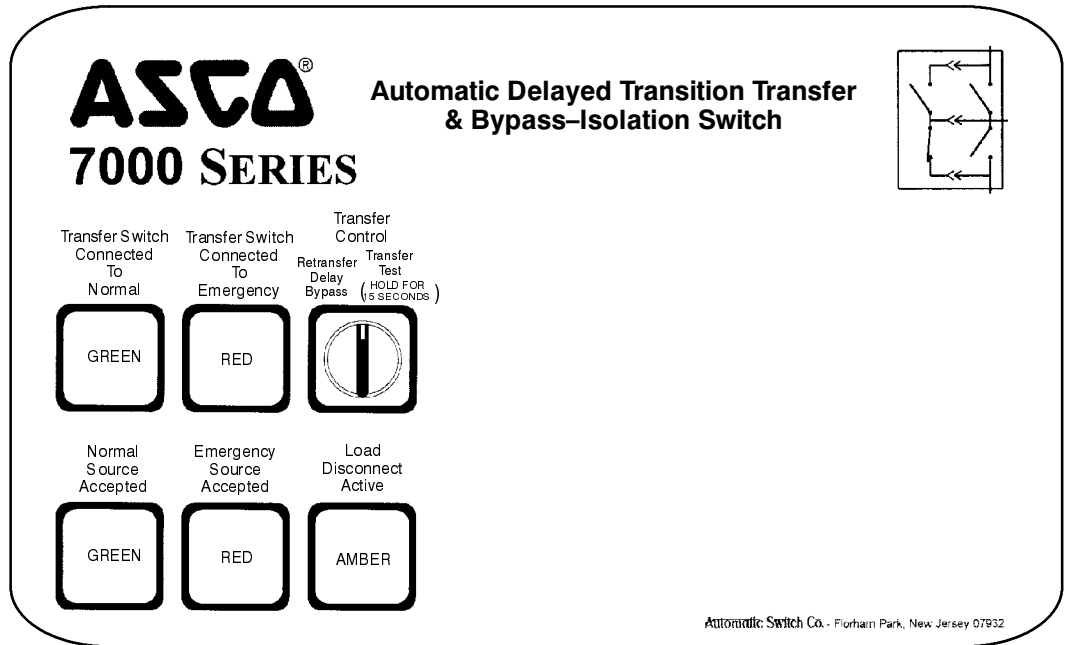 ASCO®
7000 SERIES
Automatic Delayed Transition Transfer
& Bypass–Isolation Switch
Transfer Switch
Connected
To
Normal
Transfer Switch
Connected
To
Emergency
Transfer
Control
Retransfer
Delay
Bypass
Transfer
Test
(HOLD FOR
15 SECONDS)
GREEN
RED
Normal
Source
Accepted
Emergency
Source
Accepted
Load
Disconnect
Active
GREEN
RED
AMBER
Automatic Switch Co. - Florham Park, New Jersey 07932